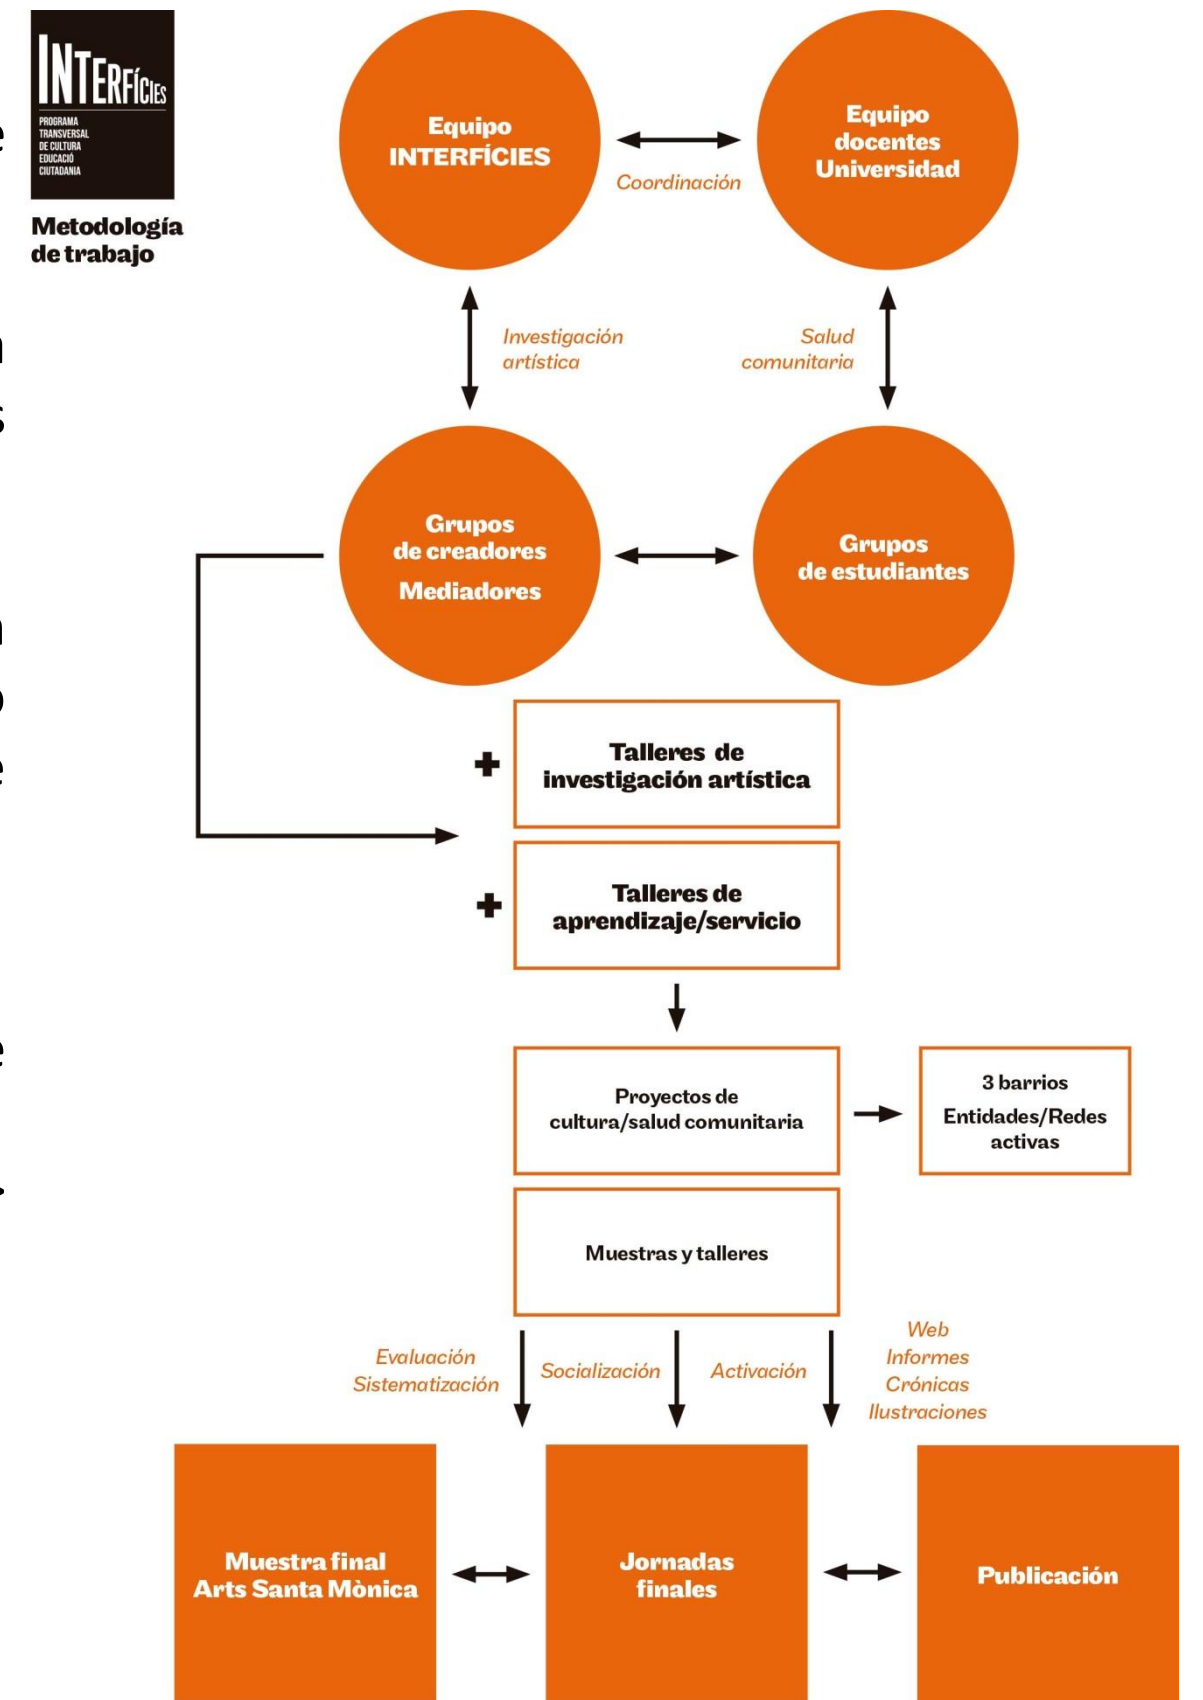 INTERFÍCIES
PROGRAMA
TRANSVERSAL
DE CULTURA
EDUCACIÓ
CIUTADANIA
Metodología
de trabajo
Equipo
INTERFÍCIES
Coordinación
Equipo
docentes
Universidad
Investigación
artística
Salud
comunitaria
Grupos
de creadores
Mediadores
Grupos
de estudiantes
+
Talleres de
investigación artística
+
Talleres de
aprendizaje/servicio
Proyectos de
cultura/salud comunitaria
3 barrios
Entidades/Redes
activas
Muestras y talleres
Evaluación
Sistematización
Socialización
Activación
Web
Informes
Crónicas
Ilustraciones
Muestra final
Arts Santa Mònica
Jornadas
finales
Publicación